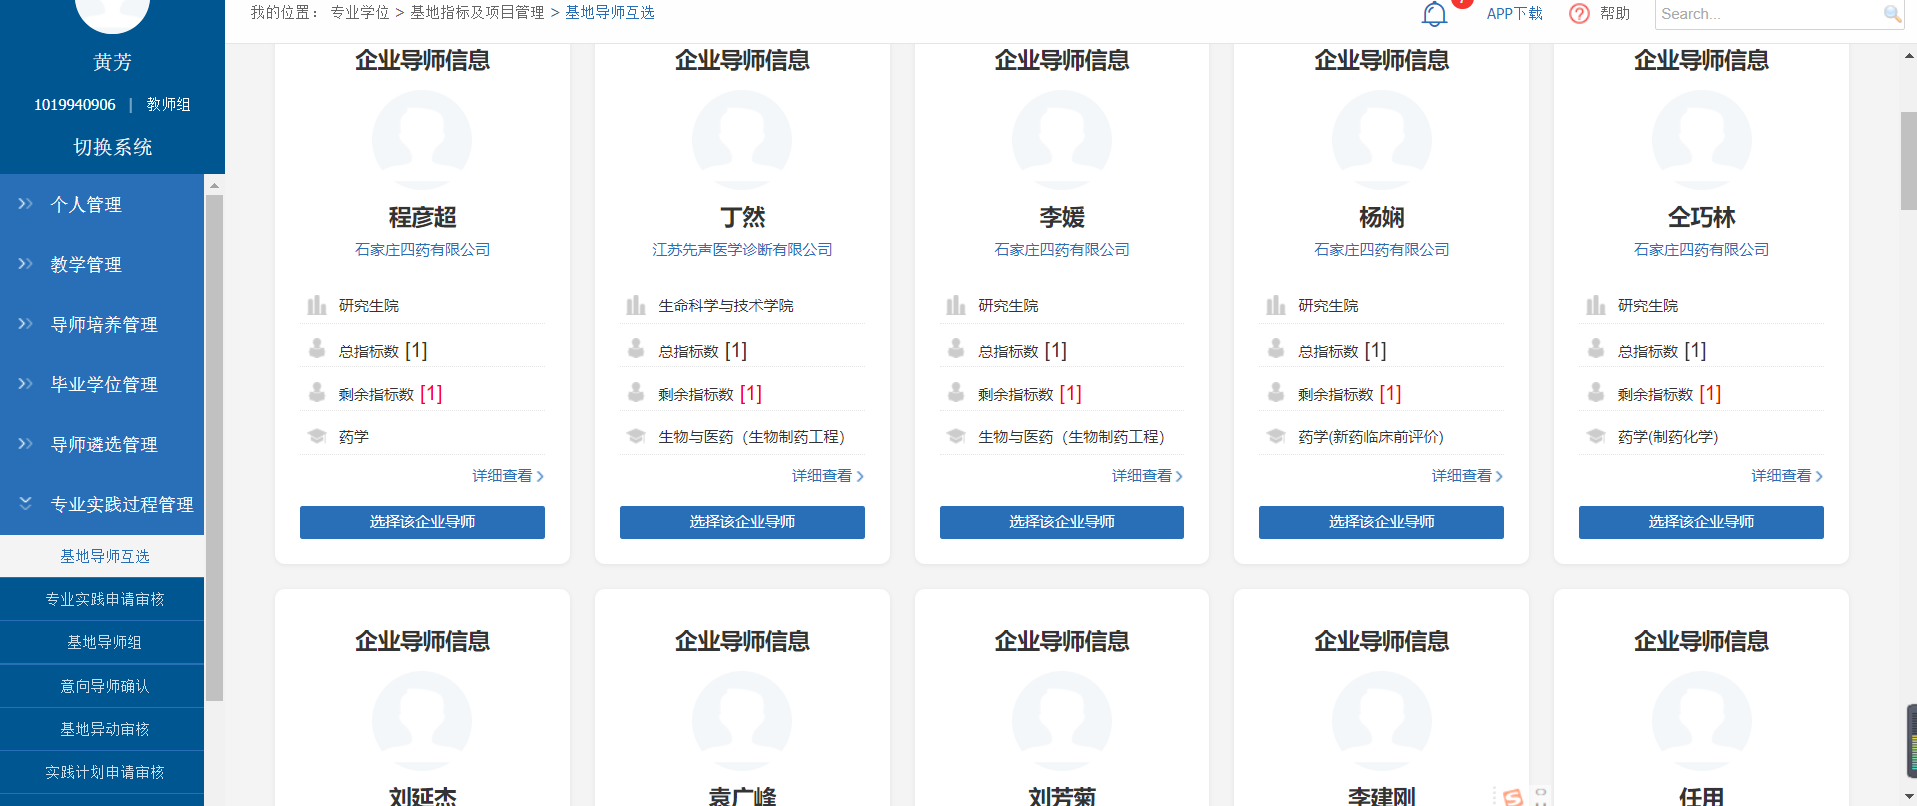 我的位置： 专业学位 > 基地指标及项目管理 > 基地导师互选
APP下载
帮助
Search...
黄芳
1019940906 | 教师组
切换系统
个人管理
教学管理
导师培养管理
毕业学位管理
导师遴选管理
专业实践过程管理
基地导师互选
专业实践申请审核
基地导师组
意向导师确认
基地异动审核
实践计划申请审核
企业导师信息
程彦超
石家庄四药有限公司
研究生院
总指标数 [1]
剩余指标数 [1]
药学
详细查看
选择该企业导师
企业导师信息
丁然
江苏先声医学诊断有限公司
生命科学与技术学院
总指标数 [1]
剩余指标数 [1]
生物与医药（生物制药工程）
详细查看
选择该企业导师
企业导师信息
李媛
石家庄四药有限公司
研究生院
总指标数 [1]
剩余指标数 [1]
生物与医药（生物制药工程）
详细查看
选择该企业导师
企业导师信息
杨娴
石家庄四药有限公司
研究生院
总指标数 [1]
剩余指标数 [1]
药学(新药临床前评价)
详细查看
选择该企业导师
企业导师信息
仝巧林
石家庄四药有限公司
研究生院
总指标数 [1]
剩余指标数 [1]
药学(制药化学)
详细查看
选择该企业导师
企业导师信息
刘延杰
企业导师信息
袁广峰
企业导师信息
刘芳菊
企业导师信息
李建刚
企业导师信息
任用